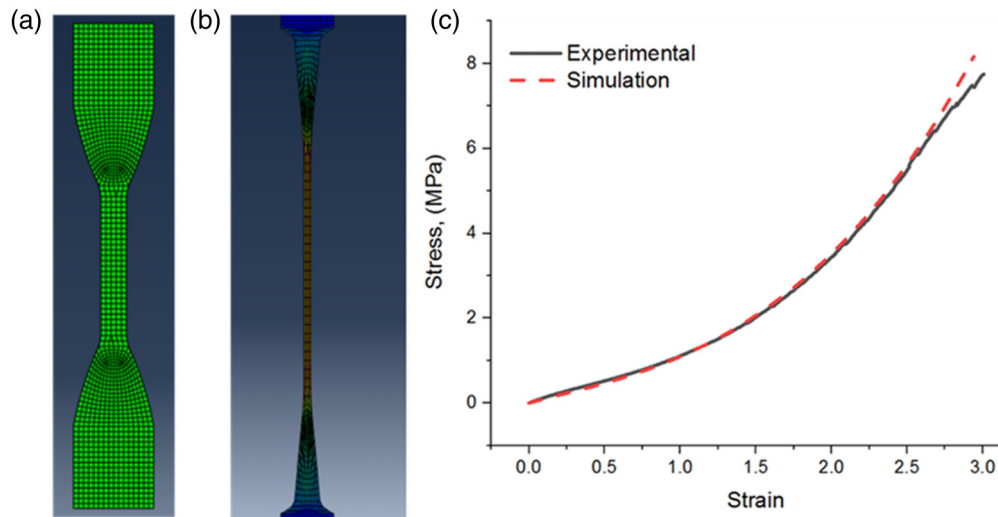 (a)
(b)
(c)
Experimental
Simulation
8
6
4
2
0
Stress, (MPa)
0.0 0.5 1.0 1.5 2.0 2.5 3.0
Strain